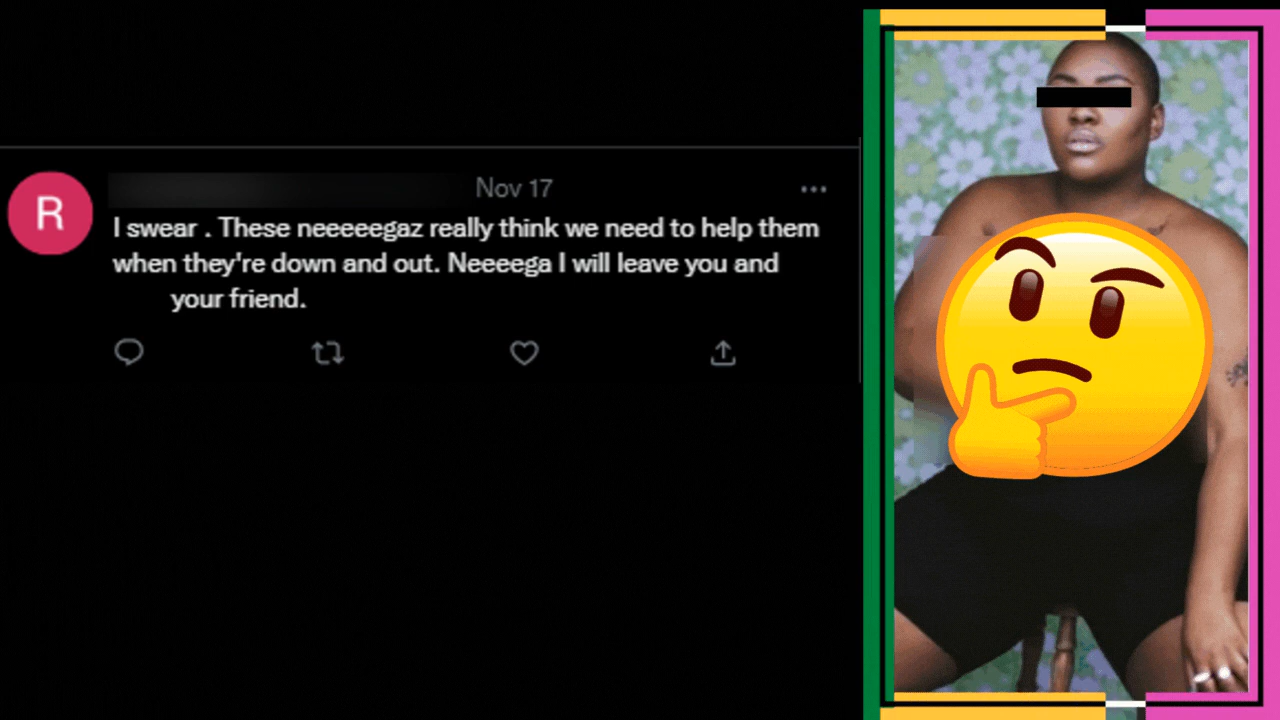 R
Nov 17
I swear . These neeeeegaz really think we need to help them
when they're down and out. Neeeega I will leave you and
your friend.